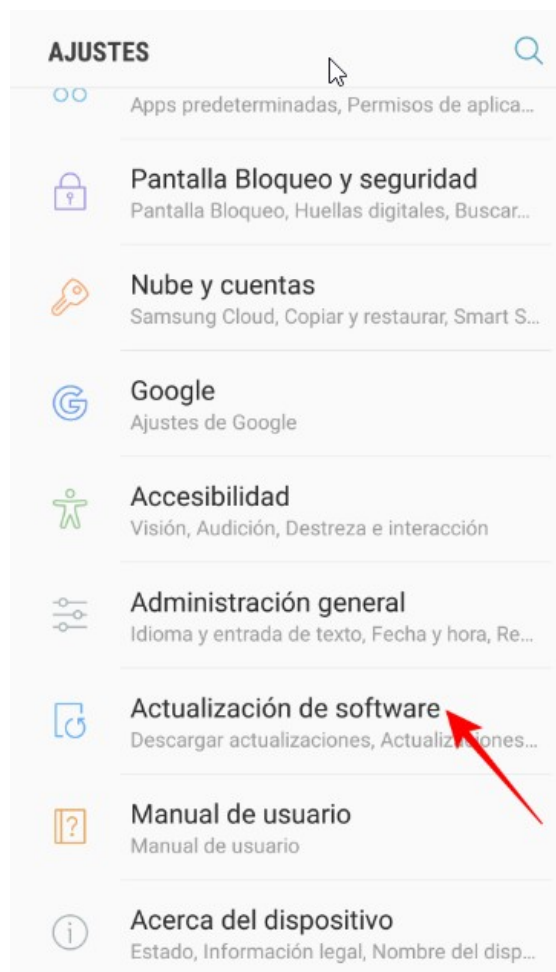 AJUSTES
Apps predeterminadas, Permisos de aplica...
Pantalla Bloqueo y seguridad
Pantalla Bloqueo, Huellas digitales, Buscar...
Nube y cuentas
Samsung Cloud, Copiar y restaurar, Smart S...
Google
Ajustes de Google
Accesibilidad
Visión, Audición, Destreza e interacción
Administración general
Idioma y entrada de texto, Fecha y hora, Re...
Actualización de software
Descargar actualizaciones, Actualizaciones...
Manual de usuario
Manual de usuario
Acerca del dispositivo
Estado, Información legal, Nombre del disp...